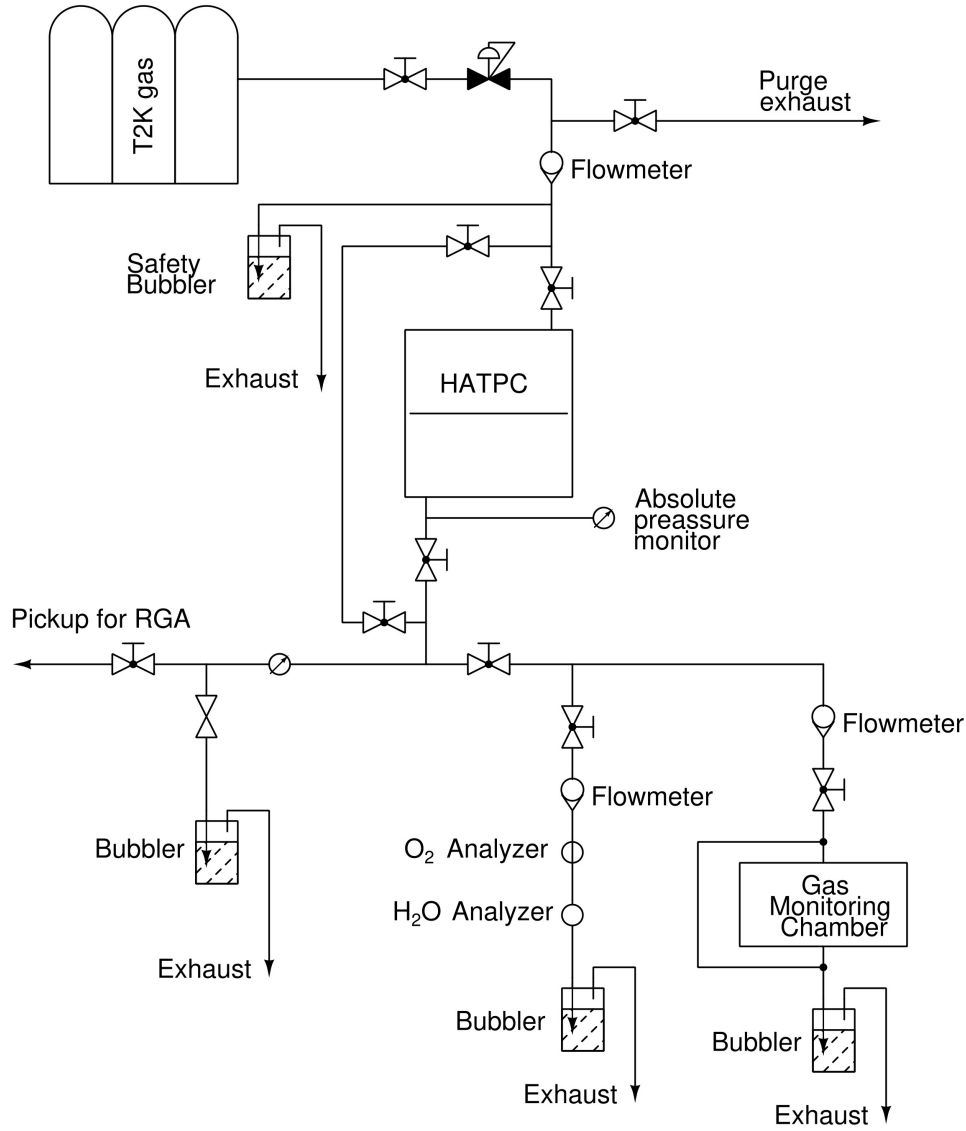 T2K gas
Purge
exhaust
Flowmeter
Safety
Bubbler
Exhaust
HATPC
Absolute
preassure
monitor
Pickup for RGA
Flowmeter
Flowmeter
Bubbler
O₂ Analyzer
H₂O Analyzer
Gas
Monitoring
Chamber
Exhaust
Bubbler
Bubbler
Exhaust
Exhaust